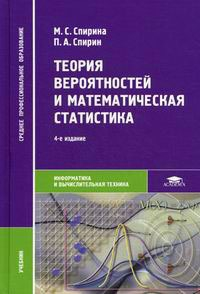 М. С. Спирина
П. А. Спирин
ТЕОРИЯ
ВЕРОЯТНОСТЕЙ
И МАТЕМАТИЧЕСКАЯ
СТАТИСТИКА
4-е издание
ИНФОРМАТИКА
И ВЫЧИСЛИТЕЛЬНАЯ ТЕХНИКА
СРЕДНЕЕ ПРОФЕССИОНАЛЬНОЕ ОБРАЗОВАНИЕ
УЧЕБНИК
ACADEMA